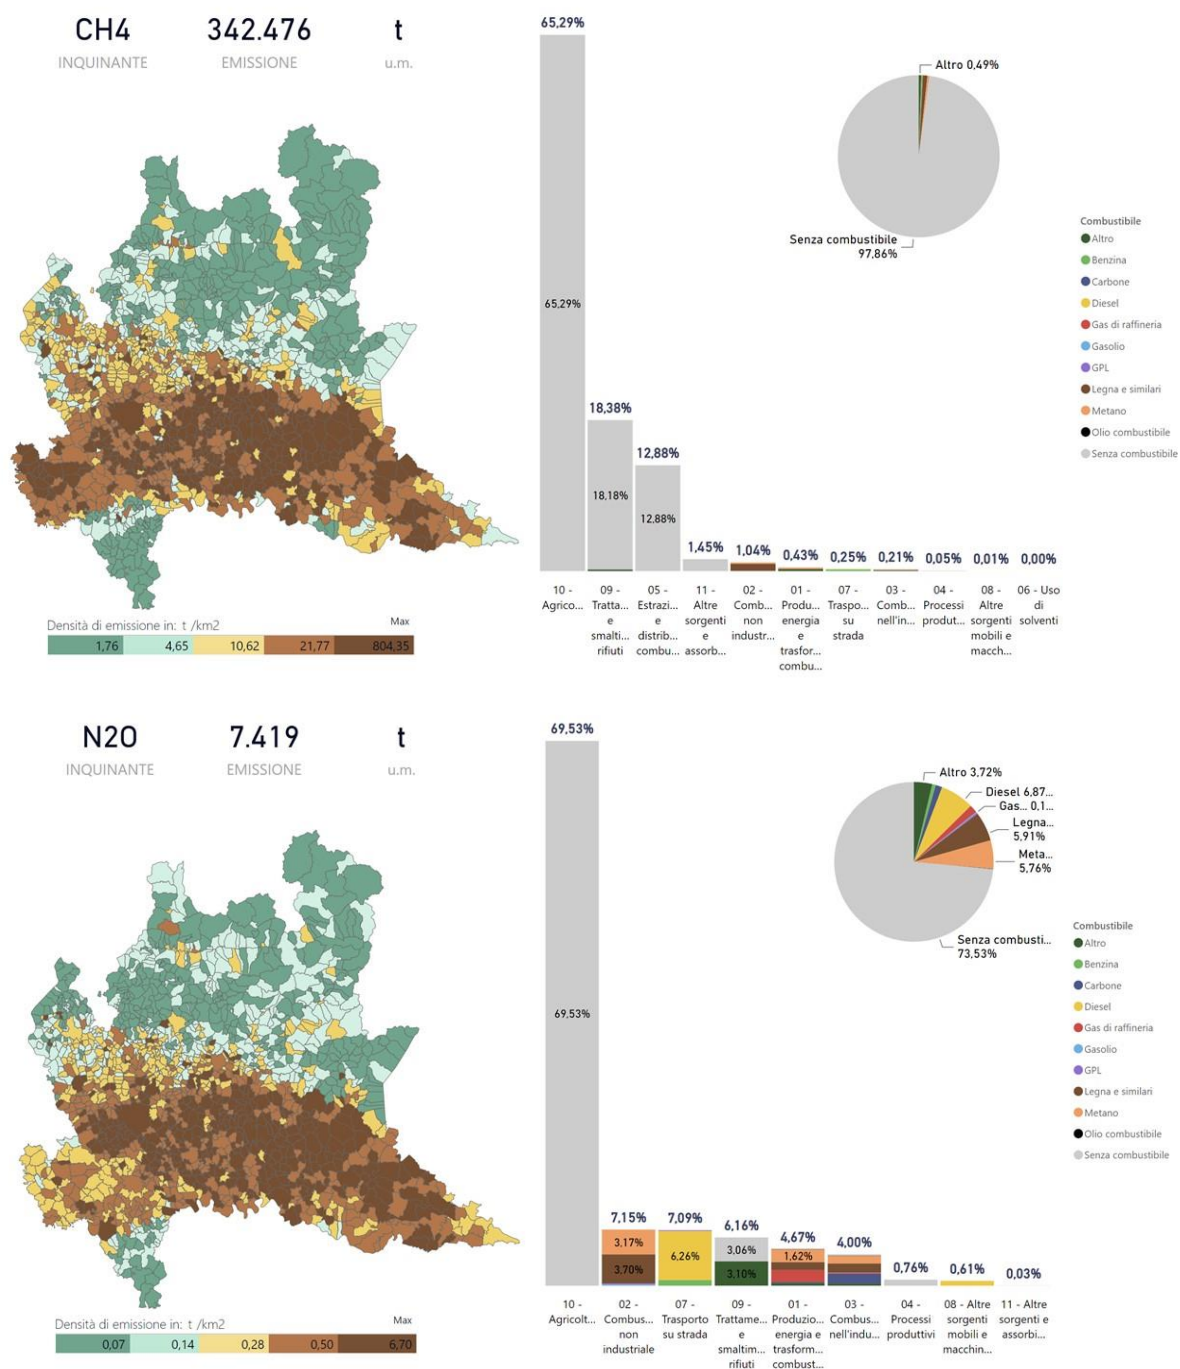 CH4 342.476 t
INQUINANTE EMISSIONE u.m.
65,29%
Altro 0,49%
Senza combustibile
97,86%
Combustibile
Altro
Benzina
Carbone
Diesel
Gas di raffineria
Gasolio
GPL
Legna e similari
Metano
Olio combustibile
Senza combustibile
65,29%
18,38%
18,18%
12,88%
12,88%
1,45%
1,04%
0,43%
0,25%
0,21%
0,05%
0,01%
0,00%
10 -
Agrico...
09 -
Tratta...
e
smalti...
rifiuti
05 -
Estrazi...
e
distrib...
combu...
11 -
Altre
sorgenti
e
assorb...
02 -
Comb...
non
industr...
01 -
Produ...
energia
e
trasfor...
combu...
07 -
Traspo...
su
strada
03 -
Comb...
nell'in...
04 -
Processi
produt...
08 -
Altre
sorgenti
mobili e
macch...
06 - Uso
di
solventi
Densità di emissione in: t /km2 Max
1,76 4,65 10,62 21,77 804,35
N2O 7.419 t
INQUINANTE EMISSIONE u.m.
69,53%
Altro 3,72%
Diesel 6,87...
Gas... 0,1...
Legna...
5,91%
Meta...
5,76%
Senza combusti...
73,53%
Combustibile
Altro
Benzina
Carbone
Diesel
Gas di raffineria
Gasolio
GPL
Legna e similari
Metano
Olio combustibile
Senza combustibile
69,53%
7,15%
3,17%
3,70%
7,09%
6,26%
6,16%
3,06%
3,10%
4,67%
1,62%
4,00%
0,76%
0,61%
0,03%
10 -
Agricolt...
02 -
Combus...
non
industriale
07 -
Trasporto
su strada
09 -
Trattame...
e
smaltim...
rifiuti
01 -
Produzio...
energia e
trasform...
combust...
03 -
Combus...
nell'indu...
04 -
Processi
produttivi
08 - Altre
sorgenti
mobili e
macchin...
11 - Altre
sorgenti e
assorbi...
Densità di emissione in: t /km2 Max
0,07 0,14 0,28 0,50 6,70